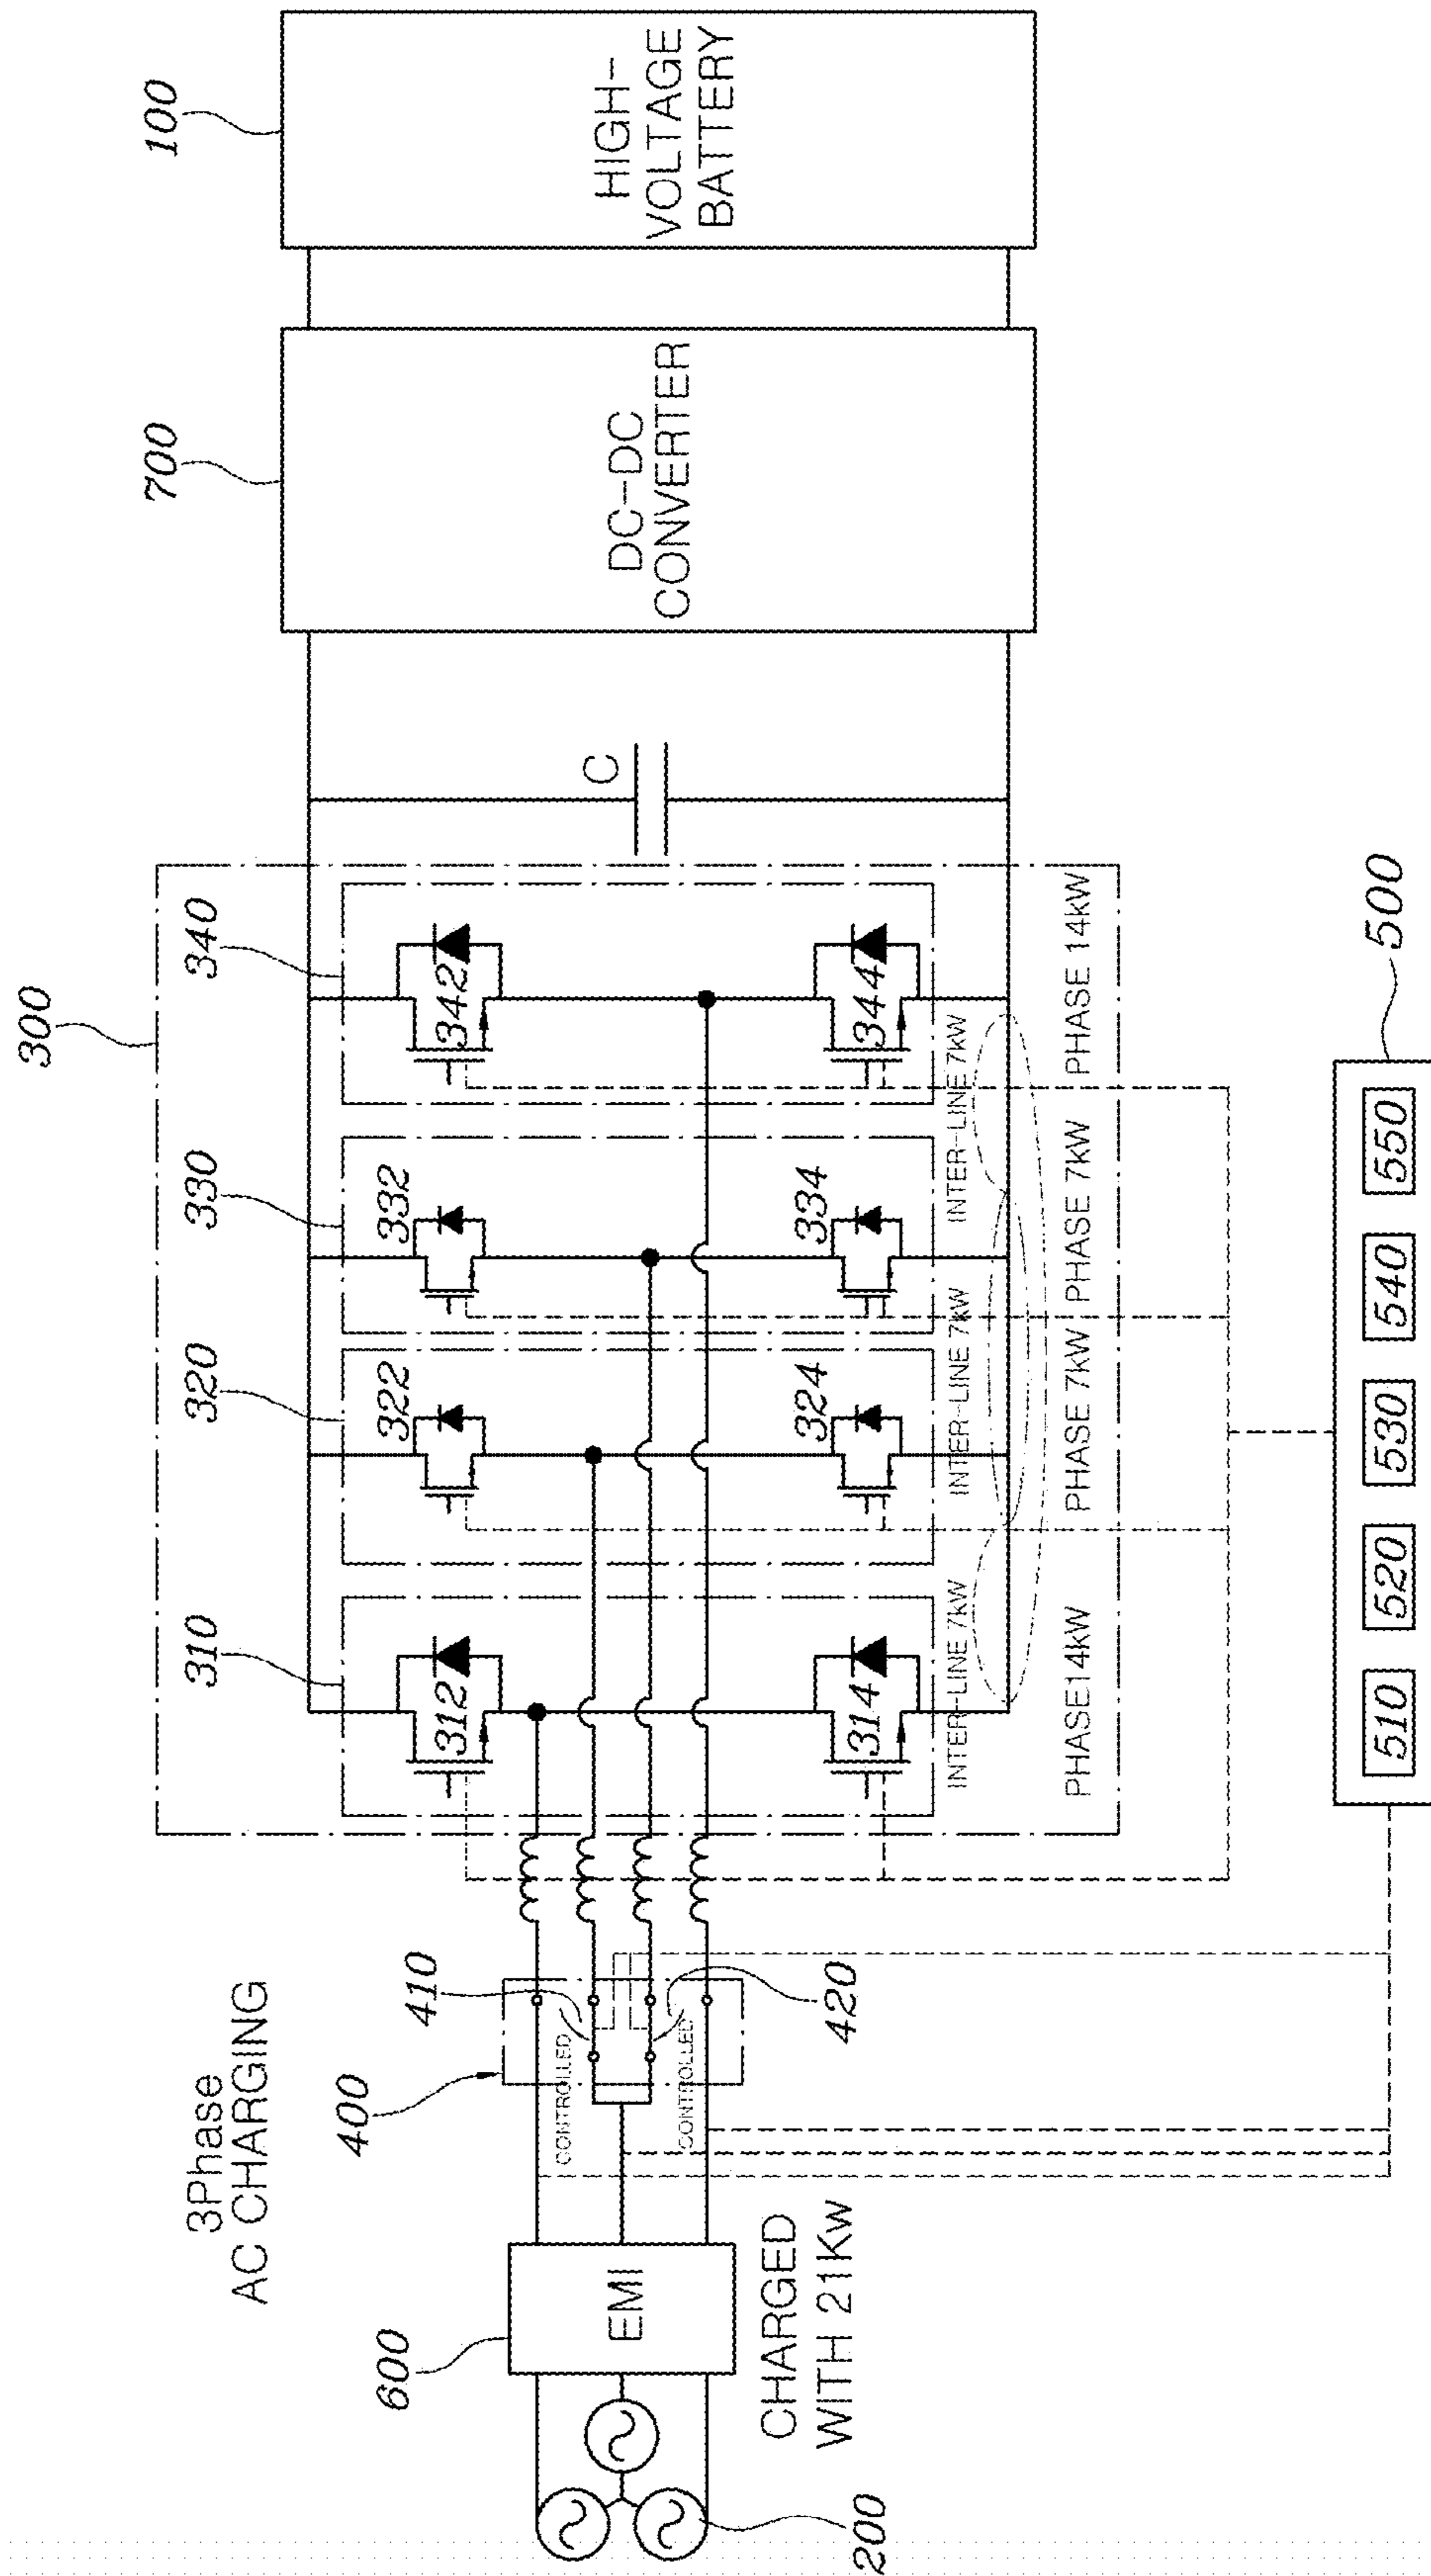 3Phase
AC CHARGING
300
310
320
330
340
700
100
312
322
332
342
C
DC-DC
CONVERTER
HIGH-
VOLTAGE
BATTERY
400
410
600
EMI
CONTROLLED
CONTROLLED
420
200
CHARGED
WITH 21Kw
314
324
334
344
INTER-LINE 7kW
INTER-LINE 7kW
INTER-LINE 7kW
PHASE14kW
PHASE 7kW
PHASE 7kW
PHASE 14kW
500
510
520
530
540
550